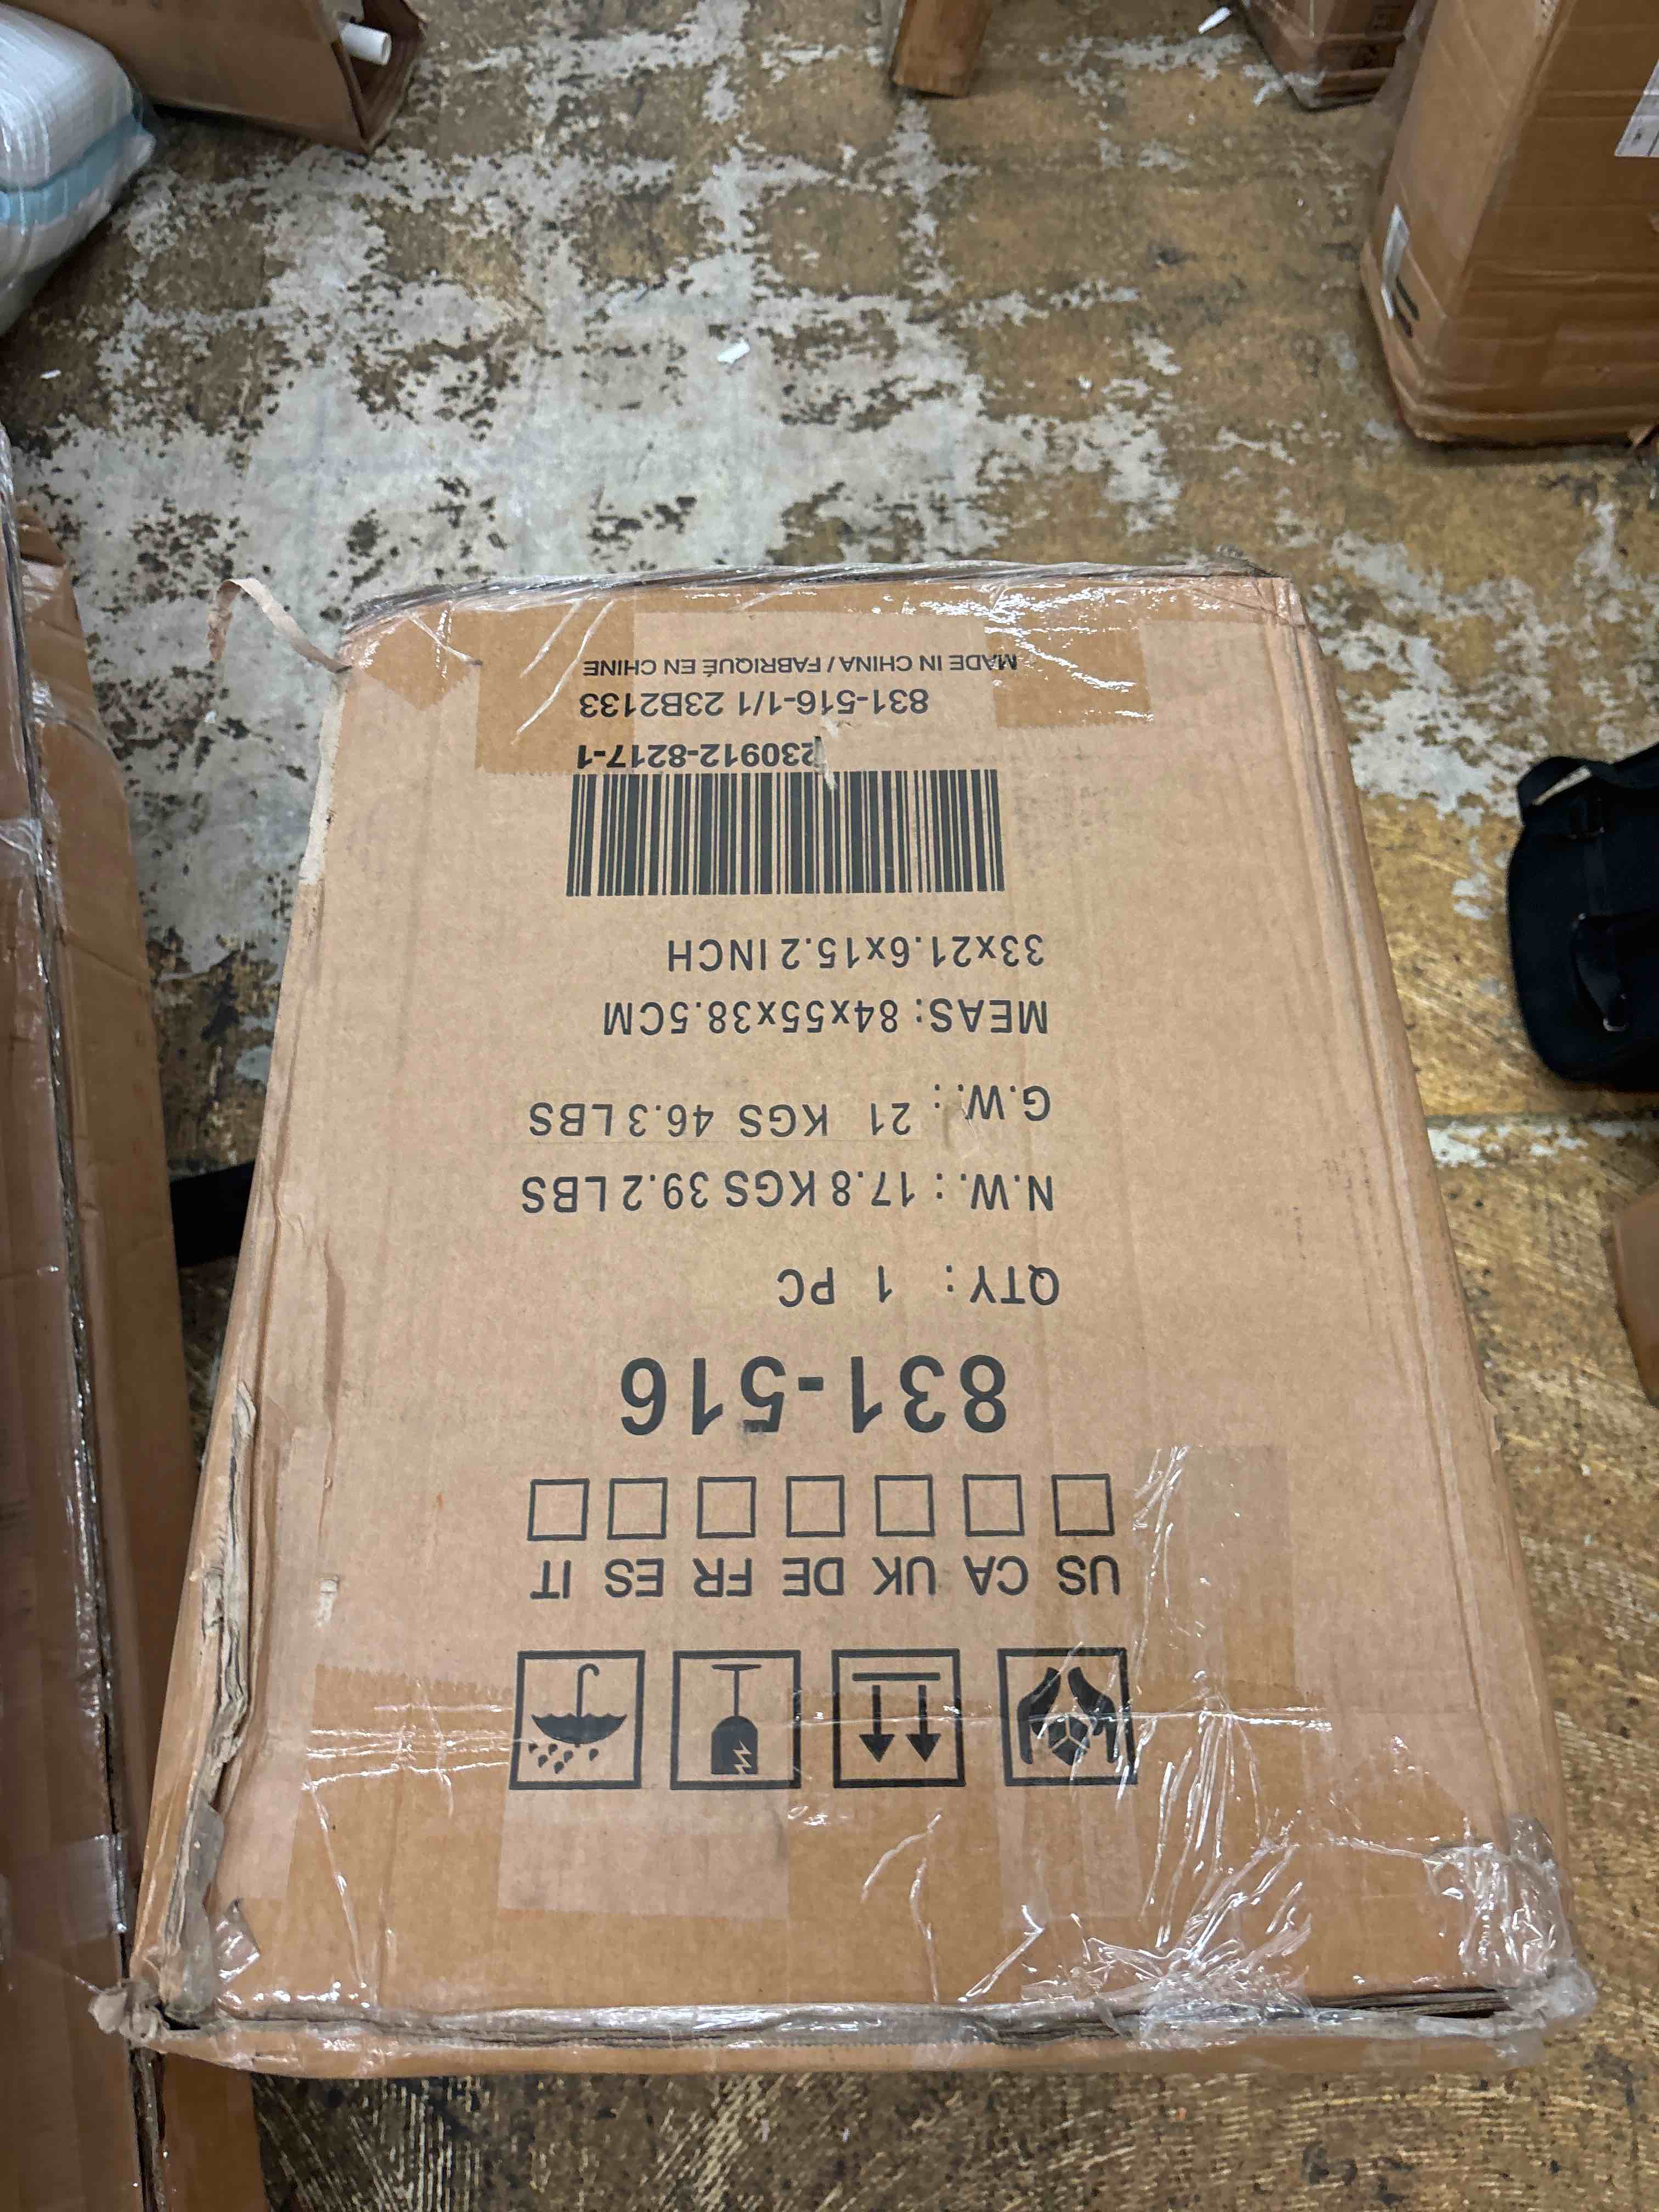 US CA UK DE FR ES IT
831-516
QTY: 1 PC
N.W.: 17.8 KGS 39.2 LBS
G.W.: 21 KGS 46.3 LBS
MEAS: 84x55x38.5CM
33x21.6x15.2 INCH
230912-8217-1
831-516-1/1 23B2133
MADE IN CHINA / FABRIQUÉ EN CHINE